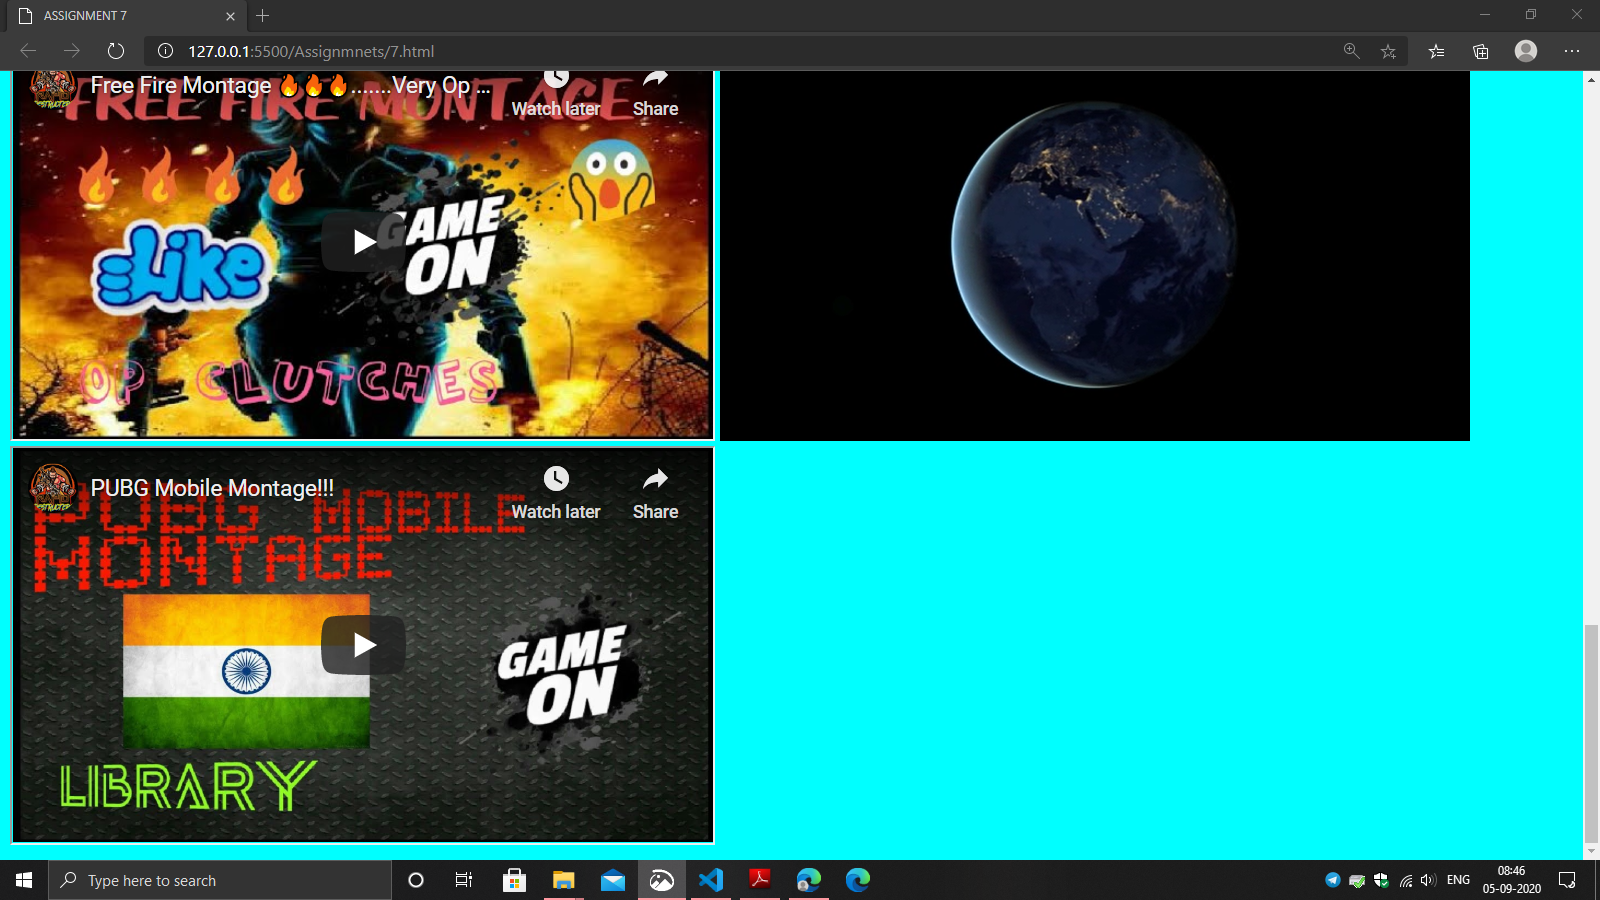 ASSIGNMENT 7
127.0.0.1:5500/Assignmnets/7.html
Free Fire Montage 🔥🔥🔥.......Very Op ...
Watch later
Share
FREE FIRE MONTAGE
Like
GAME
ON
OP CLUTCHES
PUBG Mobile Montage!!!
Watch later
Share
PUBG MOBILE
MONTAGE
GAME
ON
LIBRARY
Type here to search
ENG
08:46
05-09-2020